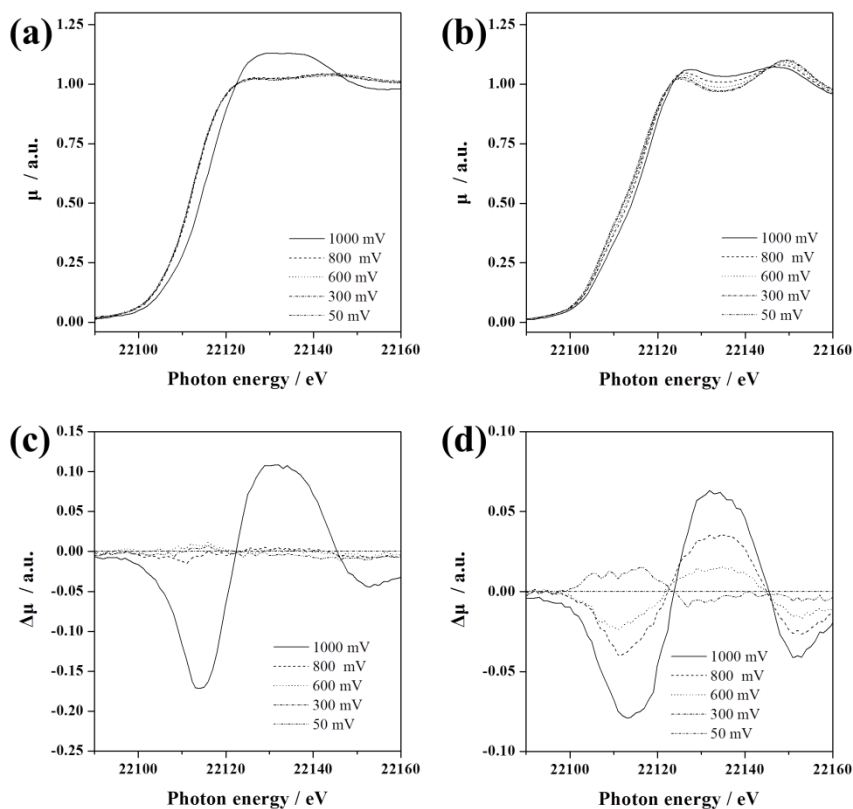 (a)
1.25
1.00
0.75
0.50
0.25
0.00
μ / a.u.
1000 mV
800 mV
600 mV
300 mV
50 mV
22100 22120 22140 22160
Photon energy / eV
(b)
1.25
1.00
0.75
0.50
0.25
0.00
μ / a.u.
1000 mV
800 mV
600 mV
300 mV
50 mV
22100 22120 22140 22160
Photon energy / eV
(c)
0.15
0.10
0.05
0.00
-0.05
-0.10
-0.15
-0.20
-0.25
Δμ / a.u.
1000 mV
800 mV
600 mV
300 mV
50 mV
22100 22120 22140 22160
Photon energy / eV
(d)
0.10
0.05
0.00
-0.05
-0.10
Δμ / a.u.
1000 mV
800 mV
600 mV
300 mV
50 mV
22100 22120 22140 22160
Photon energy / eV